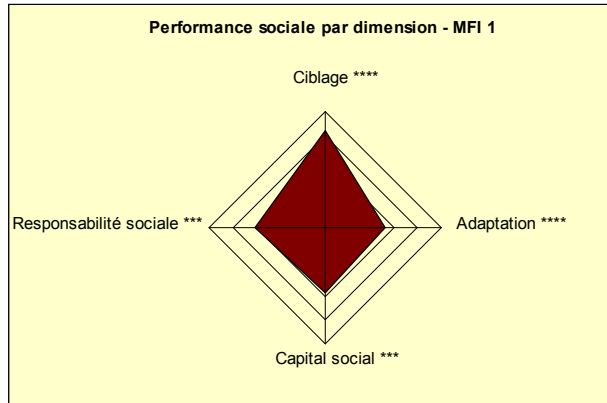 Performance sociale par dimension - MFI 1
Ciblage ****
Responsabilité sociale ***
Adaptation ****
Capital social ***